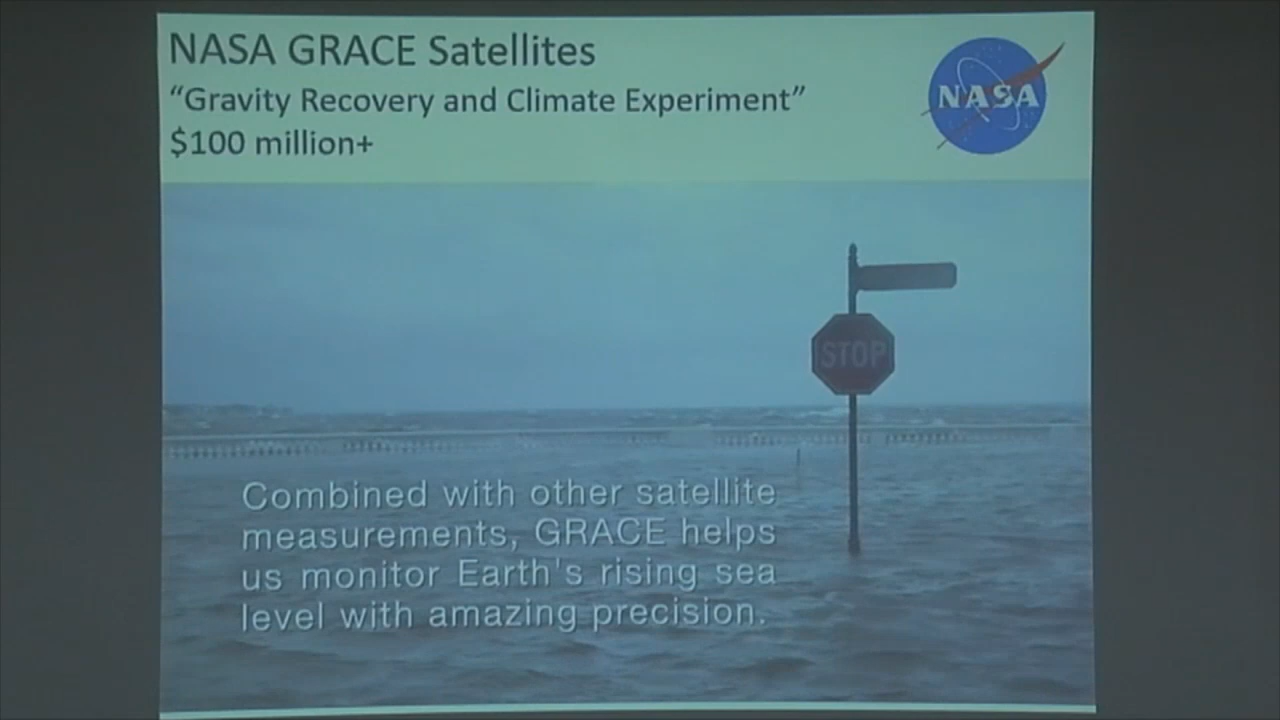 NASA GRACE Satellites
“Gravity Recovery and Climate Experiment”
$100 million+
NASA
STOP
Combined with other satellite
measurements, GRACE helps
us monitor Earth's rising sea
level with amazing precision.